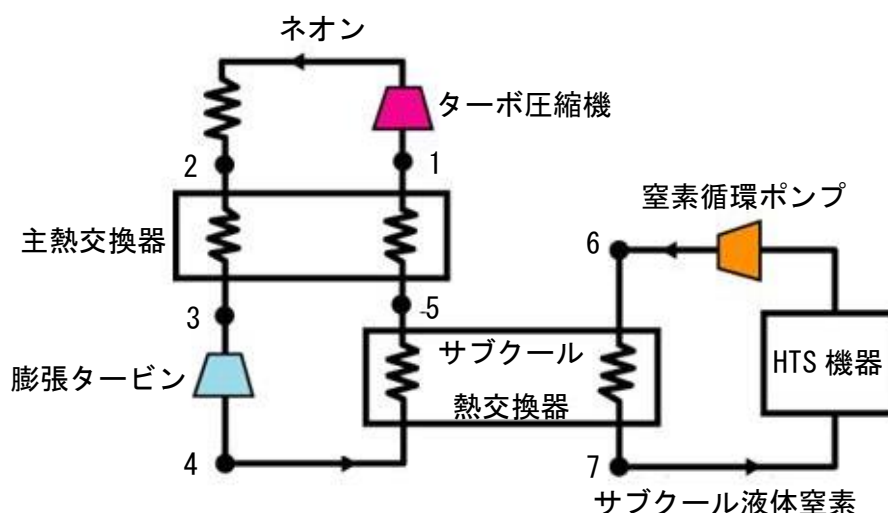 ネオン
ターボ圧縮機
2
1
窒素循環ポンプ
主熱交換器
6
3
-5
サブクール
熱交換器
HTS 機器
膨張タービン
4
7
サブクール液体窒素